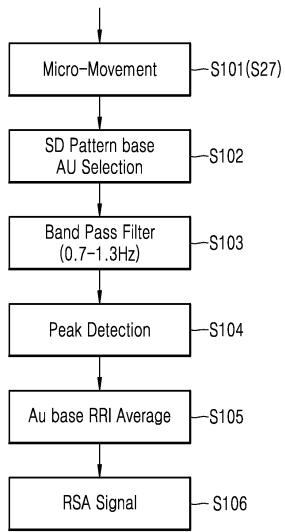 Micro-Movement
S101(S27)
SD Pattern base
AU Selection
S102
Band Pass Filter
(0.7-1.3Hz)
S103
Peak Detection
S104
Au base RRI Average
S105
RSA Signal
S106